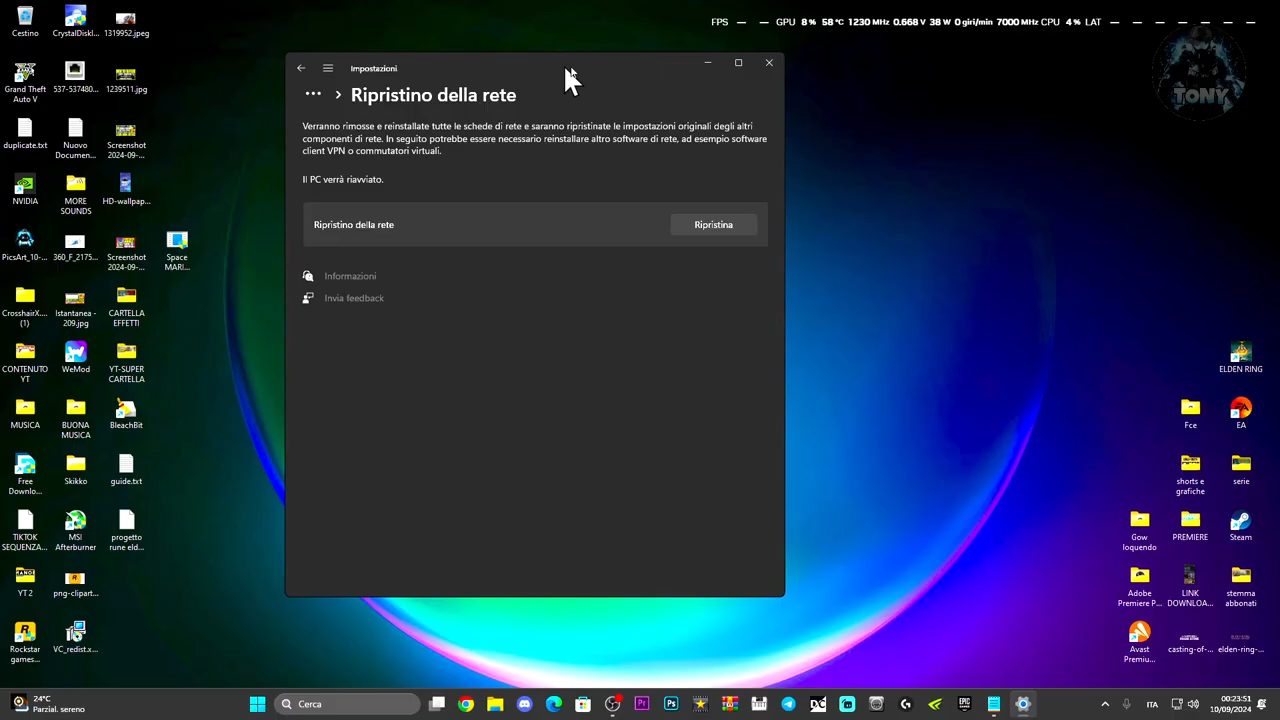 FPS — — GPU 8 % 58 °C 1230 MHz 0.668 V 38 W 0 giri/min 7000 MHz CPU 4 % LAT — — — — — —
TONY
Impostazioni
Ripristino della rete
Verranno rimosse e reinstallate tutte le schede di rete e saranno ripristinate le impostazioni originali degli altri
componenti di rete. In seguito potrebbe essere necessario reinstallare altro software di rete, ad esempio software
client VPN o commutatori virtuali.
Il PC verrà riavviato.
Ripristino della rete
Ripristina
Informazioni
Invia feedback
Cestino
CrystalDiskI...
1319952.jpeg
Grand Theft
Auto V
537-537480...
1239511.jpg
duplicate.txt
Nuovo
Documen...
Screenshot
2024-09-...
NVIDIA
MORE
SOUNDS
HD-wallpap...
PicsArt_10-...
360_F_2175...
Screenshot
2024-09-...
Space
MARI...
CrosshairX...
(1)
Istantanea -
209.jpg
CARTELLA
EFFETTI
CONTENUTO
YT
WeMod
YT-SUPER
CARTELLA
MUSICA
BUONA
MUSICA
BleachBit
Free
Downlo...
Skikko
guide.txt
TIKTOK
SEQUENZA...
MSI
Afterburner
progetto
rune eld...
YT 2
png-clipart...
Rockstar
games...
VC_redist.x...
ELDEN RING
Fce
EA
shorts e
grafiche
serie
Gow
loquendo
PREMIERE
Steam
Adobe
Premiere P...
LINK
DOWNLOA...
stemma
abbonati
Avast
Premiu...
casting-of-...
elden-ring-...
24°C
Parzial. sereno
Cerca
ITA
00:23:51
10/09/2024